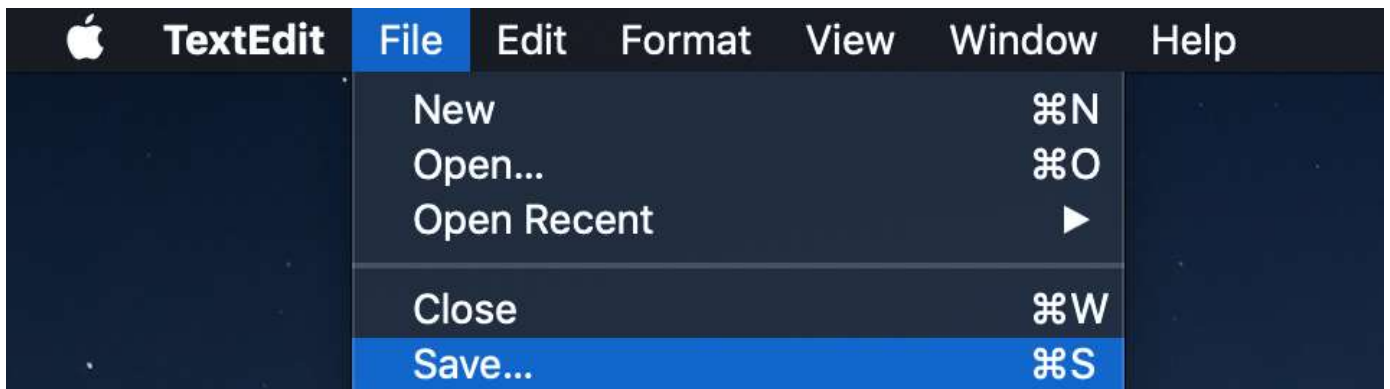 TextEdit File Edit Format View Window Help
New ⌘N
Open... ⌘O
Open Recent ▶
Close ⌘W
Save... ⌘S